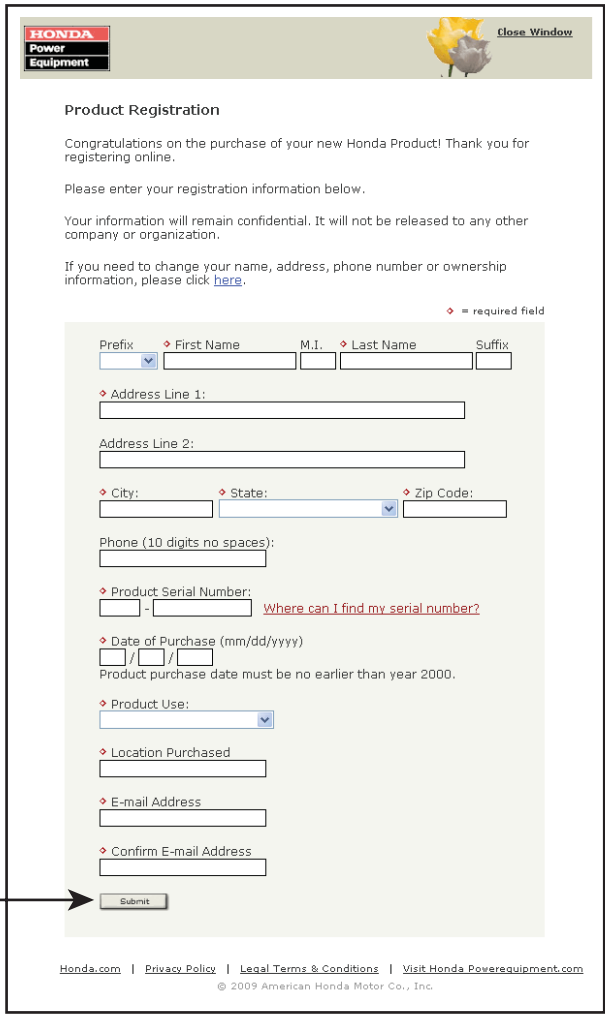 HONDA
Power
Equipment
Close Window
Product Registration
Congratulations on the purchase of your new Honda Product! Thank you for
registering online.
Please enter your registration information below.
Your information will remain confidential. It will not be released to any other
company or organization.
If you need to change your name, address, phone number or ownership
information, please click here.
= required field
Prefix First Name M.I. Last Name Suffix
Address Line 1:
Address Line 2:
City: State: Zip Code:
Phone (10 digits no spaces):
Product Serial Number:
- Where can I find my serial number?
Date of Purchase (mm/dd/yyyy)
/ /
Product purchase date must be no earlier than year 2000.
Product Use:
Location Purchased
E-mail Address
Confirm E-mail Address
Submit
Honda.com | Privacy Policy | Legal Terms & Conditions | Visit Honda Powerequipment.com
© 2009 American Honda Motor Co., Inc.